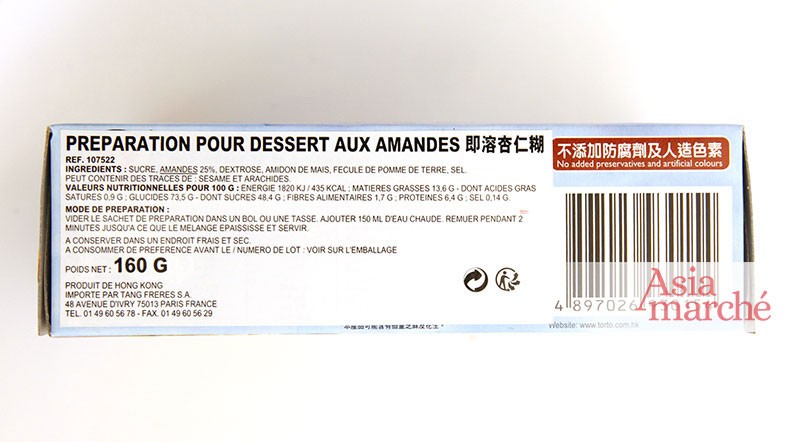 PREPARATION POUR DESSERT AUX AMANDES 即溶杏仁糊
REF. 107522
INGREDIENTS : SUCRE, AMANDES 25%, DEXTROSE, AMIDON DE MAIS, FECULE DE POMME DE TERRE, SEL.
PEUT CONTENIR DES TRACES DE : SESAME ET ARACHIDES.
VALEURS NUTRITIONNELLES POUR 100 G : ENERGIE 1820 KJ / 435 KCAL ; MATIERES GRASSES 13,6 G - DONT ACIDES GRAS
SATURES 0,9 G ; GLUCIDES 73,5 G - DONT SUCRES 48,4 G ; FIBRES ALIMENTAIRES 1,7 G ; PROTEINES 6,4 G ; SEL 0,14 G.
MODE DE PREPARATION :
VIDER LE SACHET DE PREPARATION DANS UN BOL OU UNE TASSE. AJOUTER 150 ML D'EAU CHAUDE. REMUER PENDANT 2
MINUTES JUSQU'A CE QUE LE MELANGE EPAISSISSE ET SERVIR.
A CONSERVER DANS UN ENDROIT FRAIS ET SEC.
A CONSOMMER DE PREFERENCE AVANT LE / NUMERO DE LOT : VOIR SUR L'EMBALLAGE
POIDS NET : 160 G
PRODUIT DE HONG KONG
IMPORTE PAR TANG FRERES S.A.
48 AVENUE D'IVRY 75013 PARIS FRANCE
TEL. 01 49 60 56 78 - FAX. 01 49 60 56 29
不添加防腐劑及人造色素
No added preservatives and artificial colours
4 897026
Website: www.torto.com.hk
Asia
marché